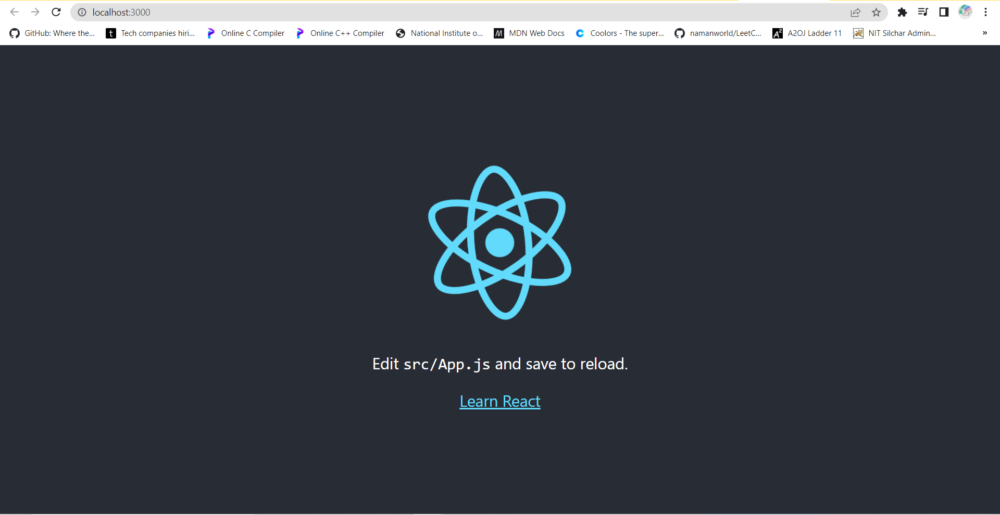 localhost:3000
GitHub: Where the... t Tech companies hiri... Online C Compiler Online C++ Compiler National Institute o... M MDN Web Docs C Coolors - The super... namanworld/LeetC... A2 A2OJ Ladder 11 NIT Silchar Admin... »
Edit src/App.js and save to reload.
Learn React